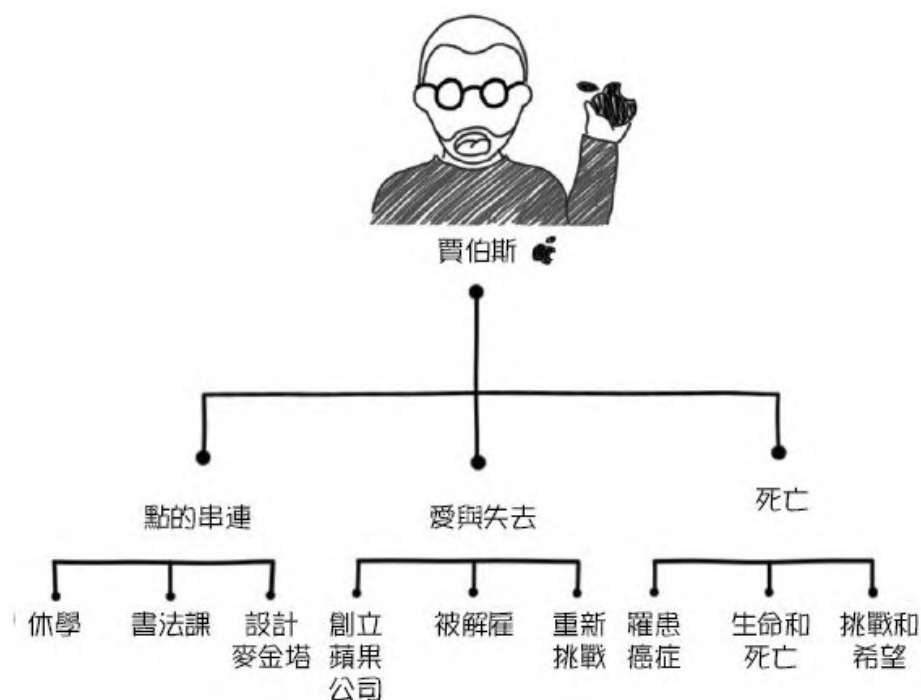 賈伯斯
點的串連
愛與失去
死亡
休學
書法課
設計
麥金塔
創立
蘋果
公司
被解雇
重新
挑戰
罹患
癌症
生命和
死亡
挑戰和
希望